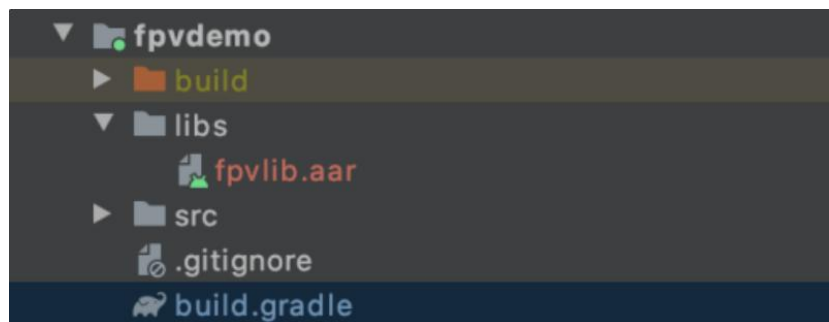 fpvdemo
build
libs
fpvlib.aar
src
.gitignore
build.gradle